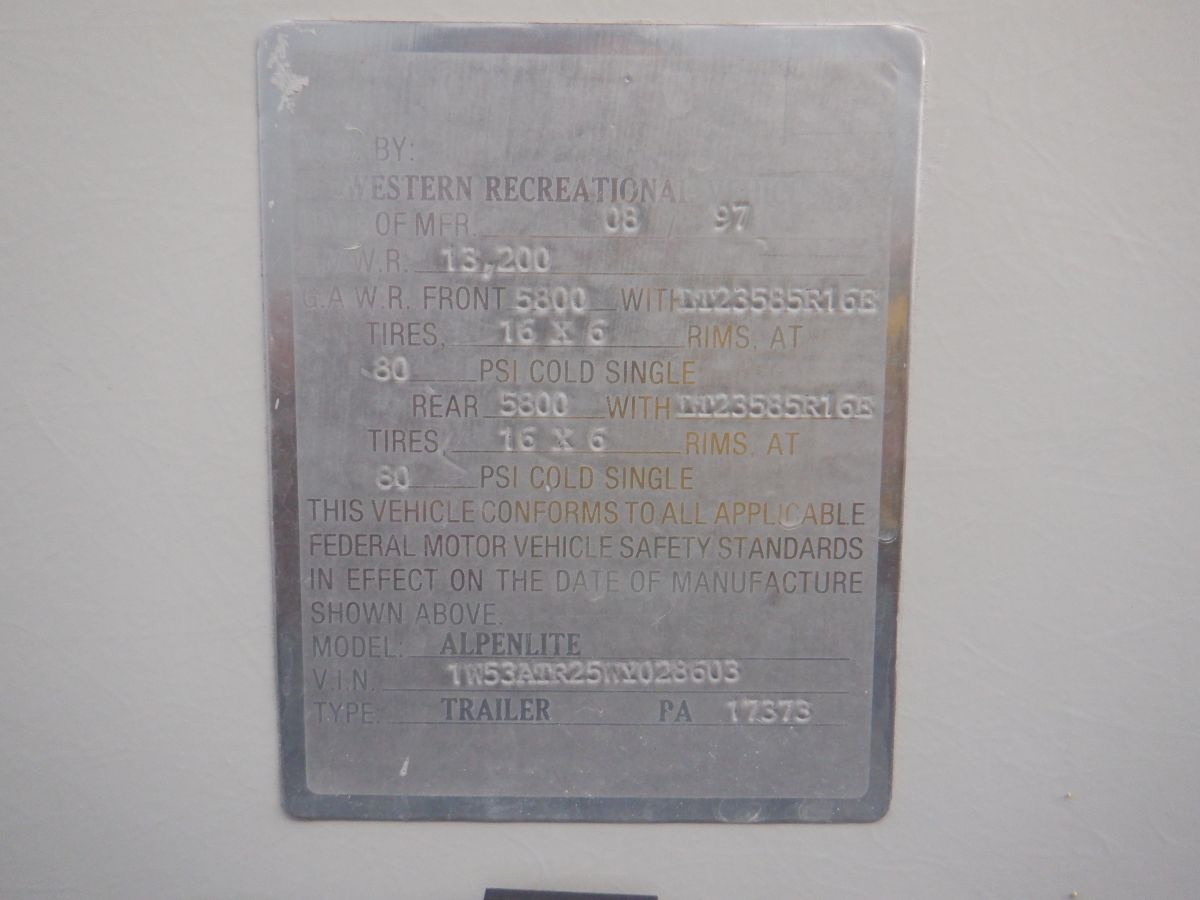 BY:
WESTERN RECREATIONAL VEHICLES
OF MFR. 08 / 97
W.R. 13,200
G.A.W.R. FRONT 5800 WITH LT23585R16E
TIRES, 16 X 6 RIMS, AT
80 PSI COLD SINGLE
REAR 5800 WITH LT23585R16E
TIRES, 16 X 6 RIMS, AT
80 PSI COLD SINGLE
THIS VEHICLE CONFORMS TO ALL APPLICABLE
FEDERAL MOTOR VEHICLE SAFETY STANDARDS
IN EFFECT ON THE DATE OF MANUFACTURE
SHOWN ABOVE.
MODEL: ALPENLITE
V.I.N. 1W53ATR25WY028603
TYPE: TRAILER PA 17373